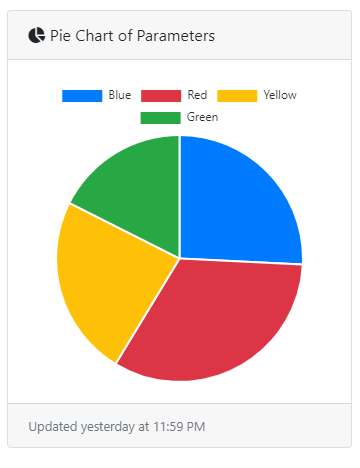 Pie Chart of Parameters
Blue Red Yellow
Green
Updated yesterday at 11:59 PM